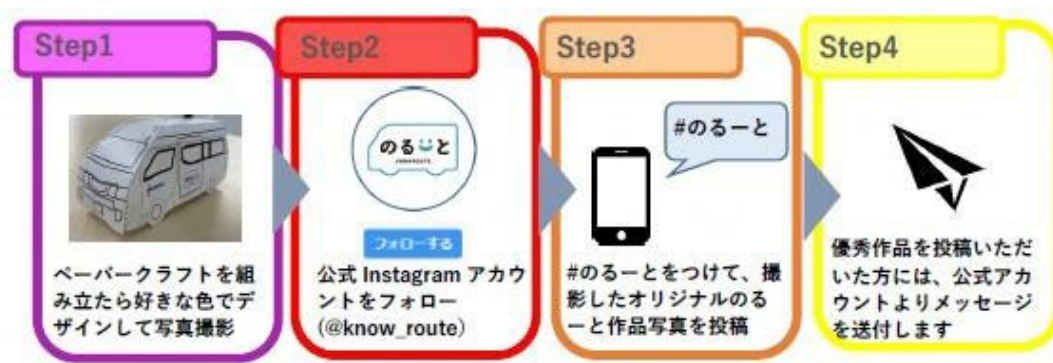 Step1
ペーパークラフトを組
み立たら好きな色でデ
ザインして写真撮影
Step2
のるーと
フォローする
公式 Instagram アカウ
ントをフォロー
(@know_route)
Step3
#のるーと
#のるーとをつけて、撮
影したオリジナルのる
ーと作品写真を投稿
Step4
優秀作品を投稿いただ
いた方には、公式アカ
ウントよりメッセージ
を送付します